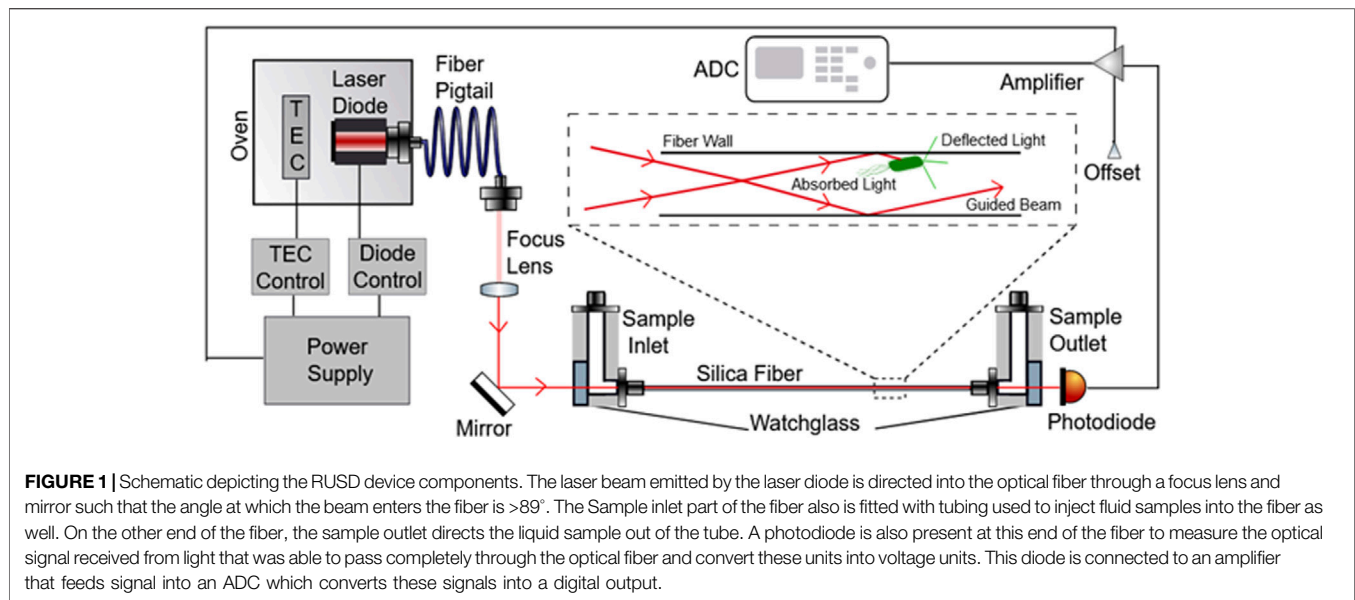 Oven
TEC
Laser
Diode
Fiber
Pigtail
ADC
Amplifier
Offset
Fiber Wall
Deflected Light
Absorbed Light
Guided Beam
TEC
Control
Diode
Control
Power
Supply
Focus
Lens
Mirror
Sample
Inlet
Silica Fiber
Watchglass
Sample
Outlet
Photodiode
FIGURE 1 | Schematic depicting the RUSD device components. The laser beam emitted by the laser diode is directed into the optical fiber through a focus lens and
mirror such that the angle at which the beam enters the fiber is >89°. The Sample inlet part of the fiber also is fitted with tubing used to inject fluid samples into the fiber as
well. On the other end of the fiber, the sample outlet directs the liquid sample out of the tube. A photodiode is also present at this end of the fiber to measure the optical
signal received from light that was able to pass completely through the optical fiber and convert these units into voltage units. This diode is connected to an amplifier
that feeds signal into an ADC which converts these signals into a digital output.